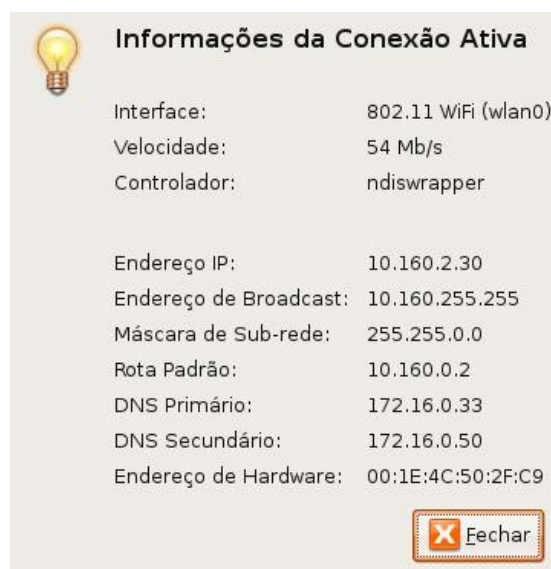 Informações da Conexão Ativa
Interface: 802.11 WiFi (wlan0)
Velocidade: 54 Mb/s
Controlador: ndiswrapper
Endereço IP: 10.160.2.30
Endereço de Broadcast: 10.160.255.255
Máscara de Sub-rede: 255.255.0.0
Rota Padrão: 10.160.0.2
DNS Primário: 172.16.0.33
DNS Secundário: 172.16.0.50
Endereço de Hardware: 00:1E:4C:50:2F:C9
Fechar